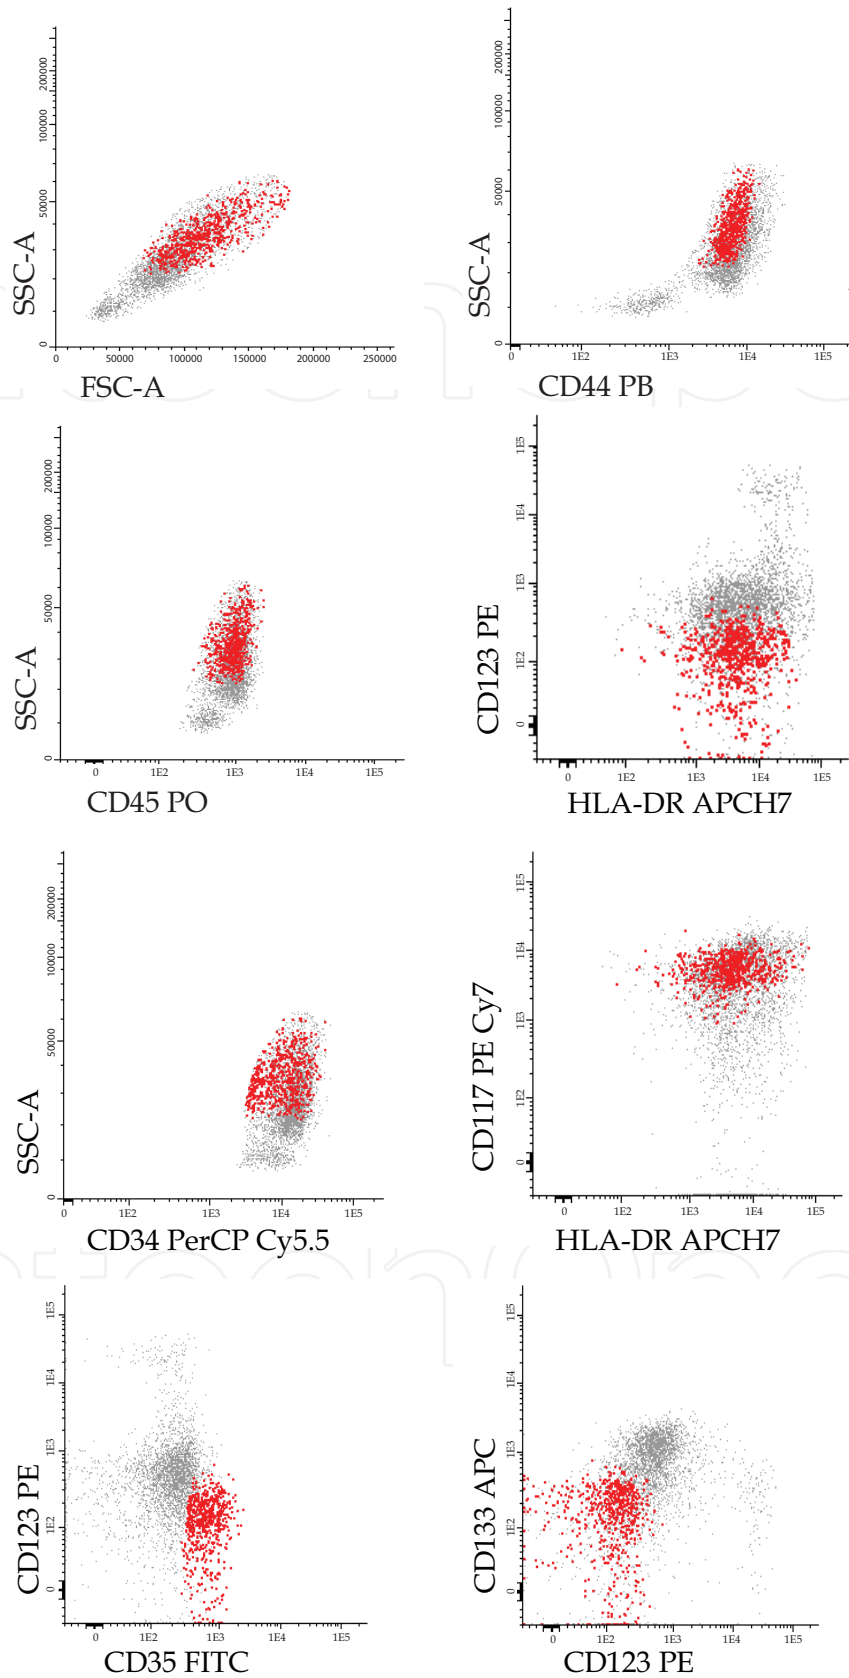 200000
100000
50000
0
SSC-A
0 50000 100000 150000 200000 250000
FSC-A
200000
100000
50000
0
SSC-A
0 1E2 1E3 1E4 1E5
CD44 PB
200000
100000
50000
0
SSC-A
0 1E2 1E3 1E4 1E5
CD45 PO
1E5
1E4
1E3
1E2
0
CD123 PE
0 1E2 1E3 1E4 1E5
HLA-DR APCH7
200000
100000
50000
0
SSC-A
0 1E2 1E3 1E4 1E5
CD34 PerCP Cy5.5
1E5
1E4
1E3
1E2
0
CD117 PE Cy7
0 1E2 1E3 1E4 1E5
HLA-DR APCH7
1E5
1E4
1E3
1E2
0
CD123 PE
0 1E2 1E3 1E4 1E5
CD35 FITC
1E5
1E4
1E3
1E2
0
CD133 APC
0 1E2 1E3 1E4 1E5
CD123 PE